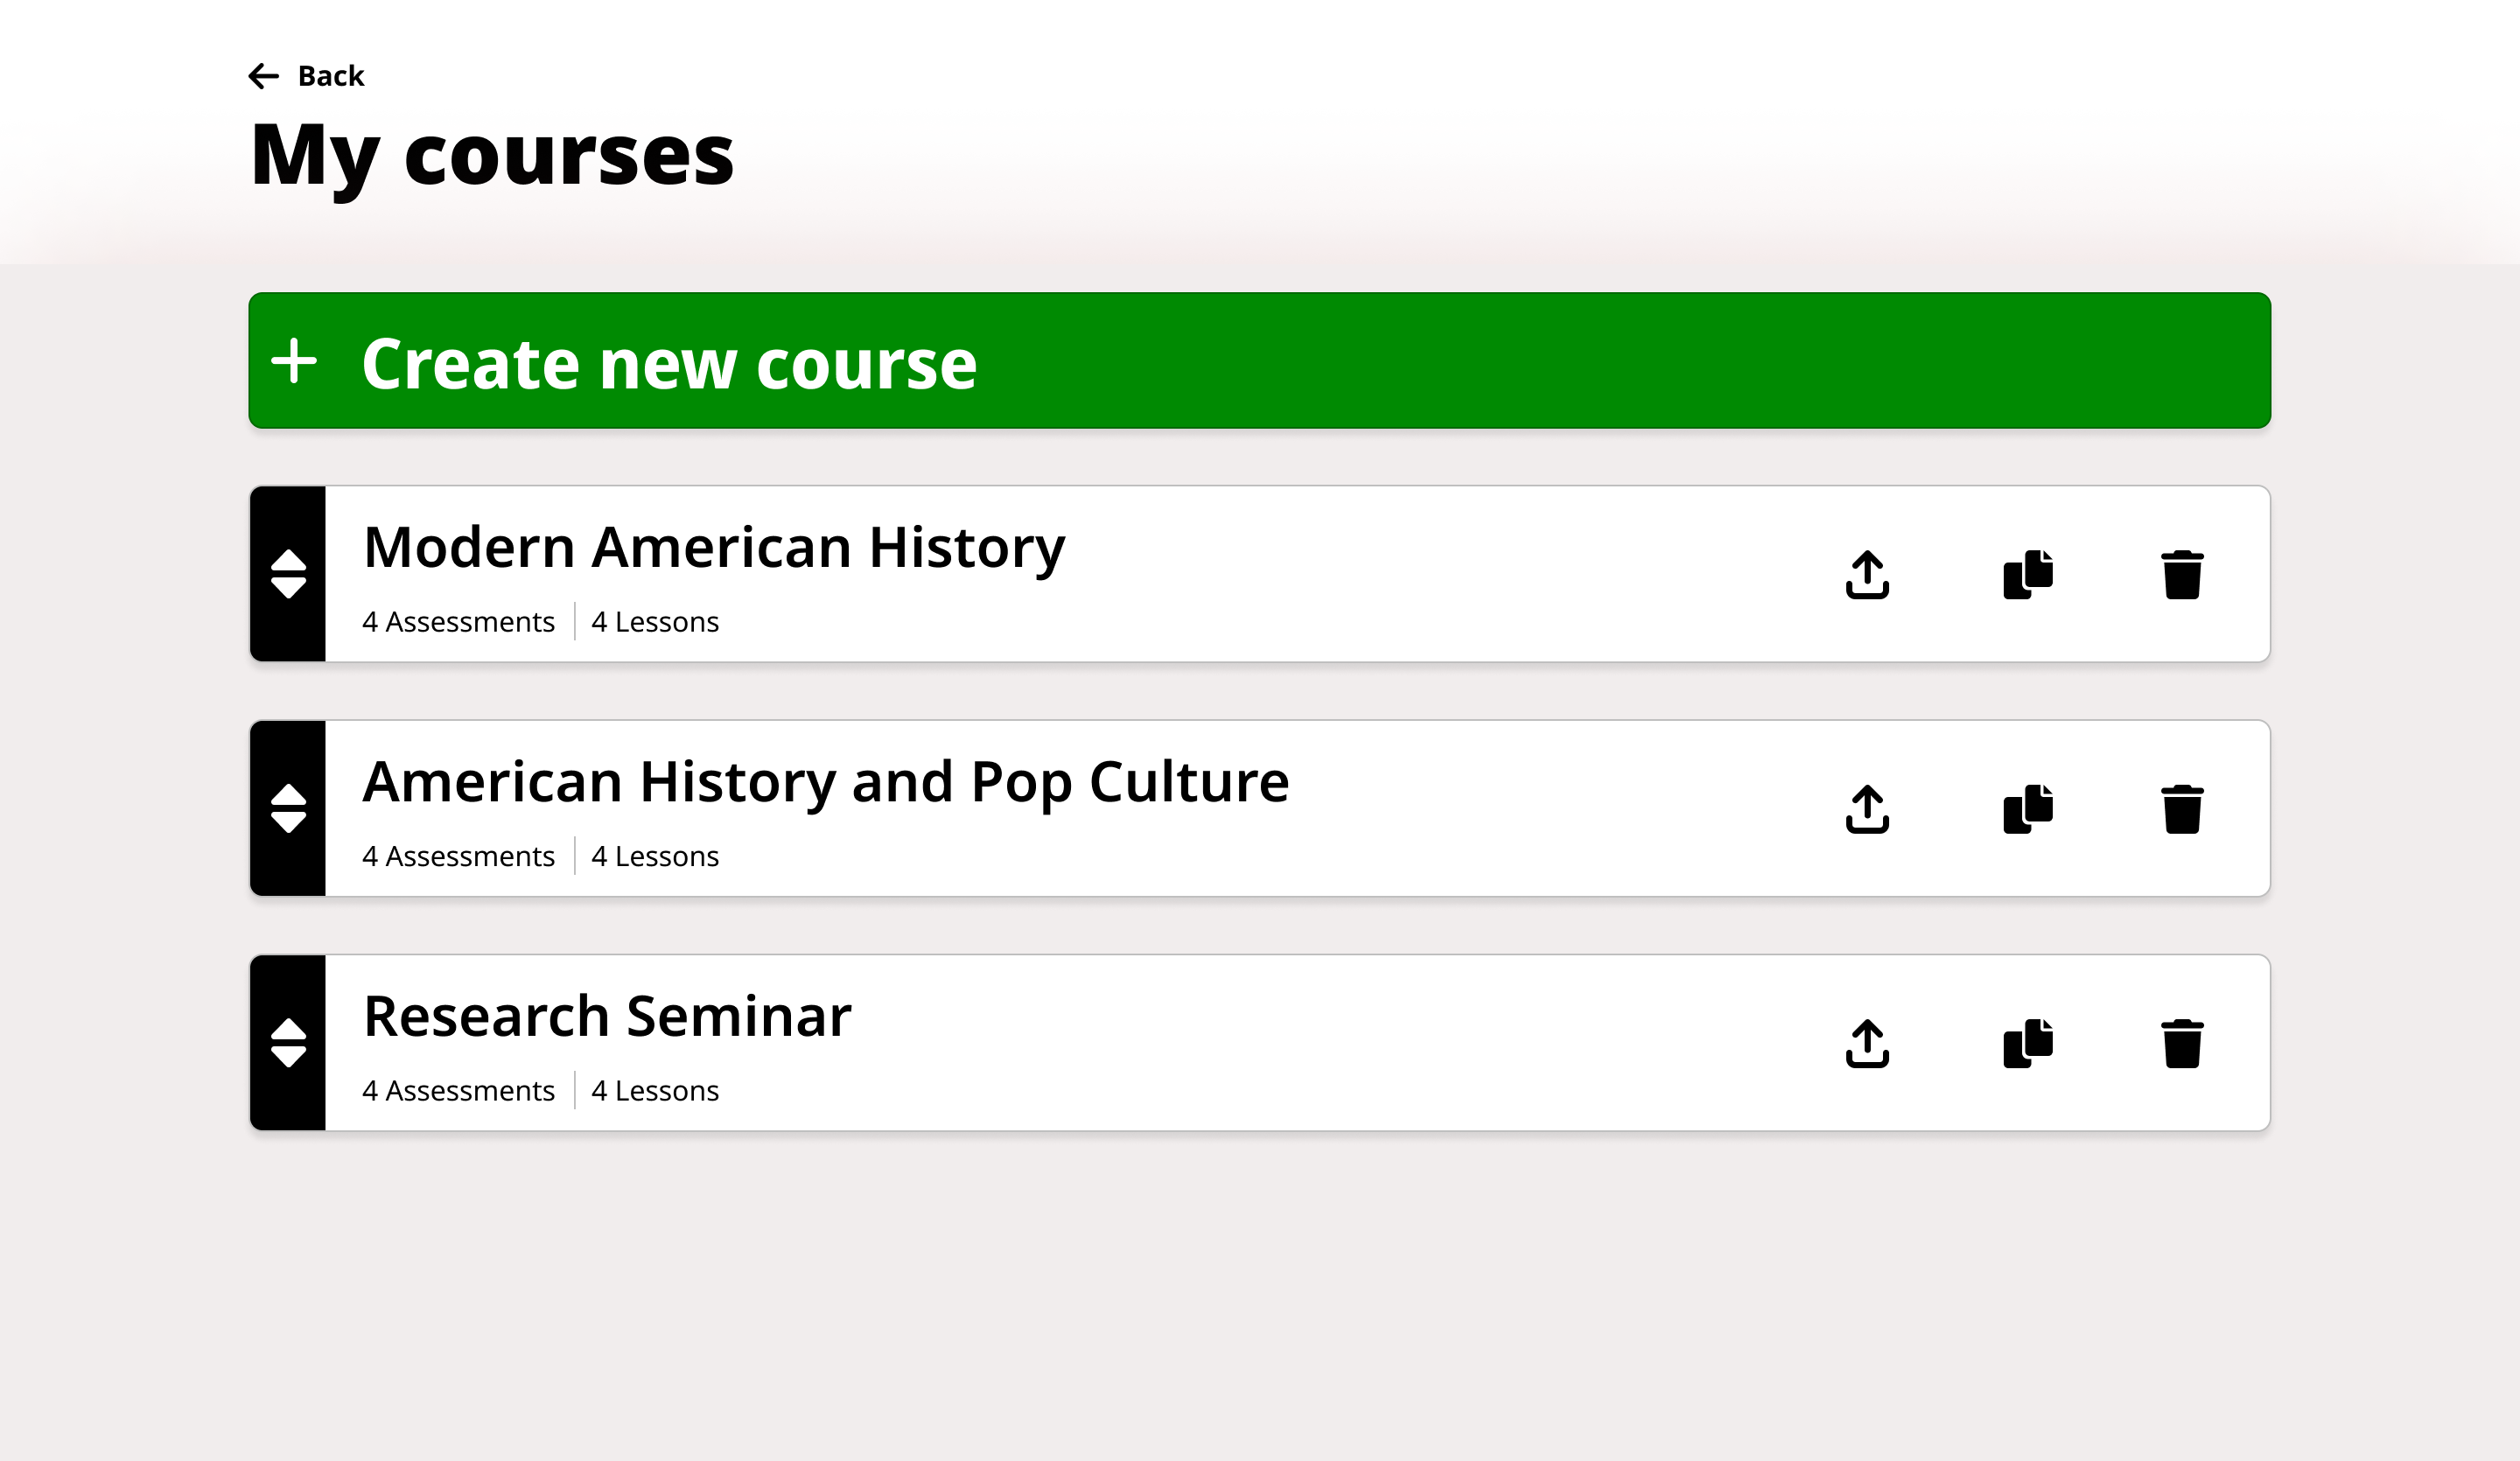 Back
My courses
Create new course
Modern American History
4 Assessments 4 Lessons
American History and Pop Culture
4 Assessments 4 Lessons
Research Seminar
4 Assessments 4 Lessons